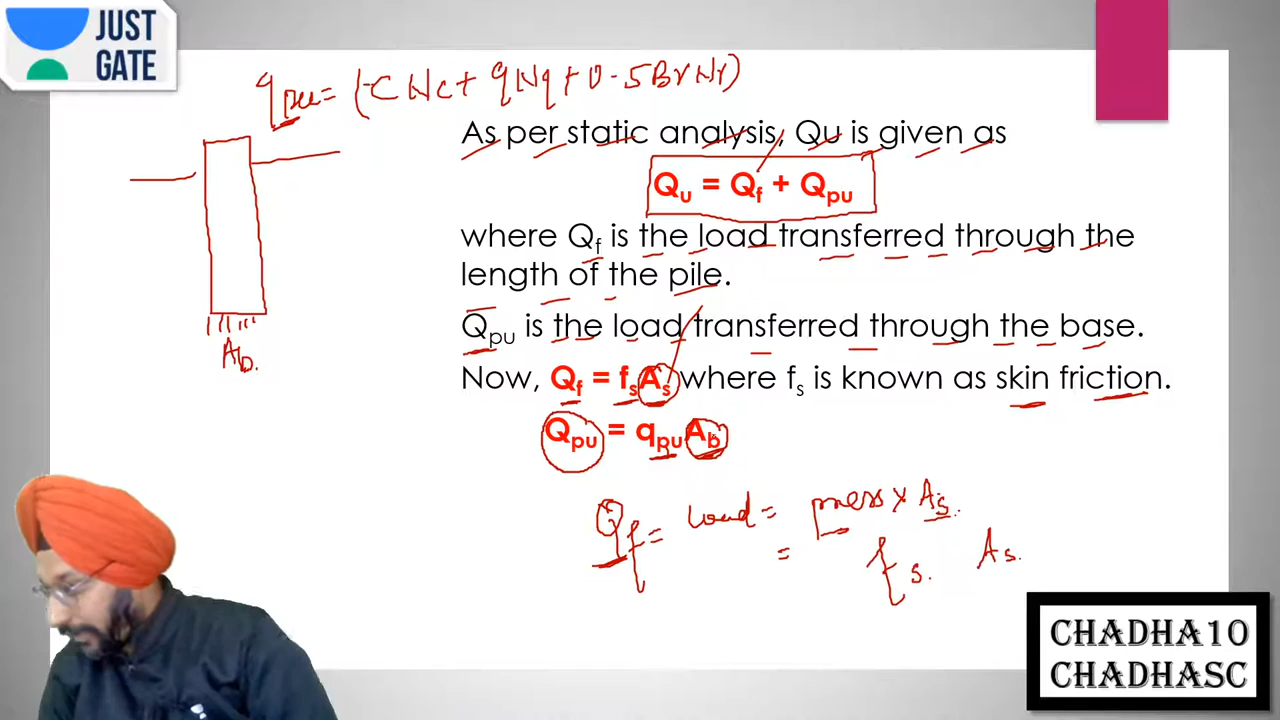 JUST
GATE
qpu = (CNc + qNq + 0.5BγNγ)
As per static analysis, Qu is given as
Qu = Qf + Qpu
where Qf is the load transferred through the
length of the pile.
Qpu is the load transferred through the base.
Now, Qf = fsAs where fs is known as skin friction.
Qpu = qpuAb
Ab.
Qf = load = press × As.
= fs. As.
CHADHA10
CHADHASC